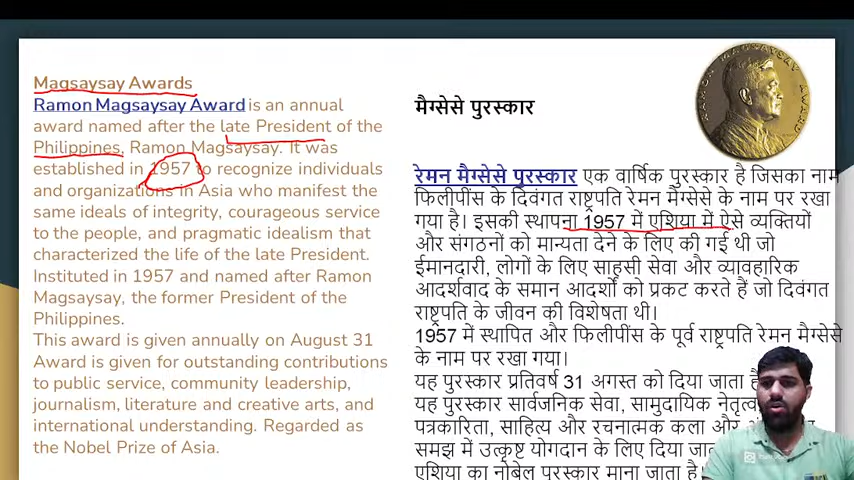 Magsaysay Awards
Ramon Magsaysay Award is an annual
award named after the late President of the
Philippines, Ramon Magsaysay. It was
established in 1957 to recognize individuals
and organizations in Asia who manifest the
same ideals of integrity, courageous service
to the people, and pragmatic idealism that
characterized the life of the late President.
Instituted in 1957 and named after Ramon
Magsaysay, the former President of the
Philippines.
This award is given annually on August 31
Award is given for outstanding contributions
to public service, community leadership,
journalism, literature and creative arts, and
international understanding. Regarded as
the Nobel Prize of Asia.
मैग्सेसे पुरस्कार
रेमन मैग्सेसे पुरस्कार एक वार्षिक पुरस्कार है जिसका नाम
फिलीपींस के दिवंगत राष्ट्रपति रेमन मैग्सेसे के नाम पर रखा
गया है। इसकी स्थापना 1957 में एशिया में ऐसे व्यक्तियों
और संगठनों को मान्यता देने के लिए की गई थी जो
ईमानदारी, लोगों के लिए साहसी सेवा और व्यावहारिक
आदर्शवाद के समान आदर्शों को प्रकट करते हैं जो दिवंगत
राष्ट्रपति के जीवन की विशेषता थी।
1957 में स्थापित और फिलीपींस के पूर्व राष्ट्रपति रेमन मैग्सेसे
के नाम पर रखा गया।
यह पुरस्कार प्रतिवर्ष 31 अगस्त को दिया जाता
यह पुरस्कार सार्वजनिक सेवा, सामुदायिक
पत्रकारिता, साहित्य और रचनात्मक कला और
समझ में उत्कृष्ट योगदान के लिए दिया
एशिया का नोबेल पुरस्कार माना जाता है।
RAMON MAGSAYSAY AWARD